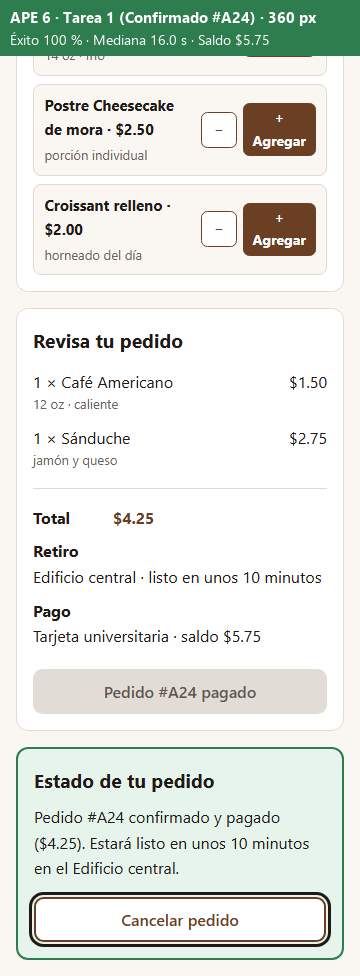 APE 6 · Tarea 1 (Confirmado #A24) · 360 px
Éxito 100 % · Mediana 16.0 s · Saldo $5.75
Postre Cheesecake
de mora · $2.50
porción individual
−
+
Agregar
Croissant relleno ·
$2.00
horneado del día
−
+
Agregar
Revisa tu pedido
1 × Café Americano $1.50
12 oz · caliente
1 × Sánduche $2.75
jamón y queso
Total $4.25
Retiro
Edificio central · listo en unos 10 minutos
Pago
Tarjeta universitaria · saldo $5.75
Pedido #A24 pagado
Estado de tu pedido
Pedido #A24 confirmado y pagado
($4.25). Estará listo en unos 10 minutos
en el Edificio central.
Cancelar pedido